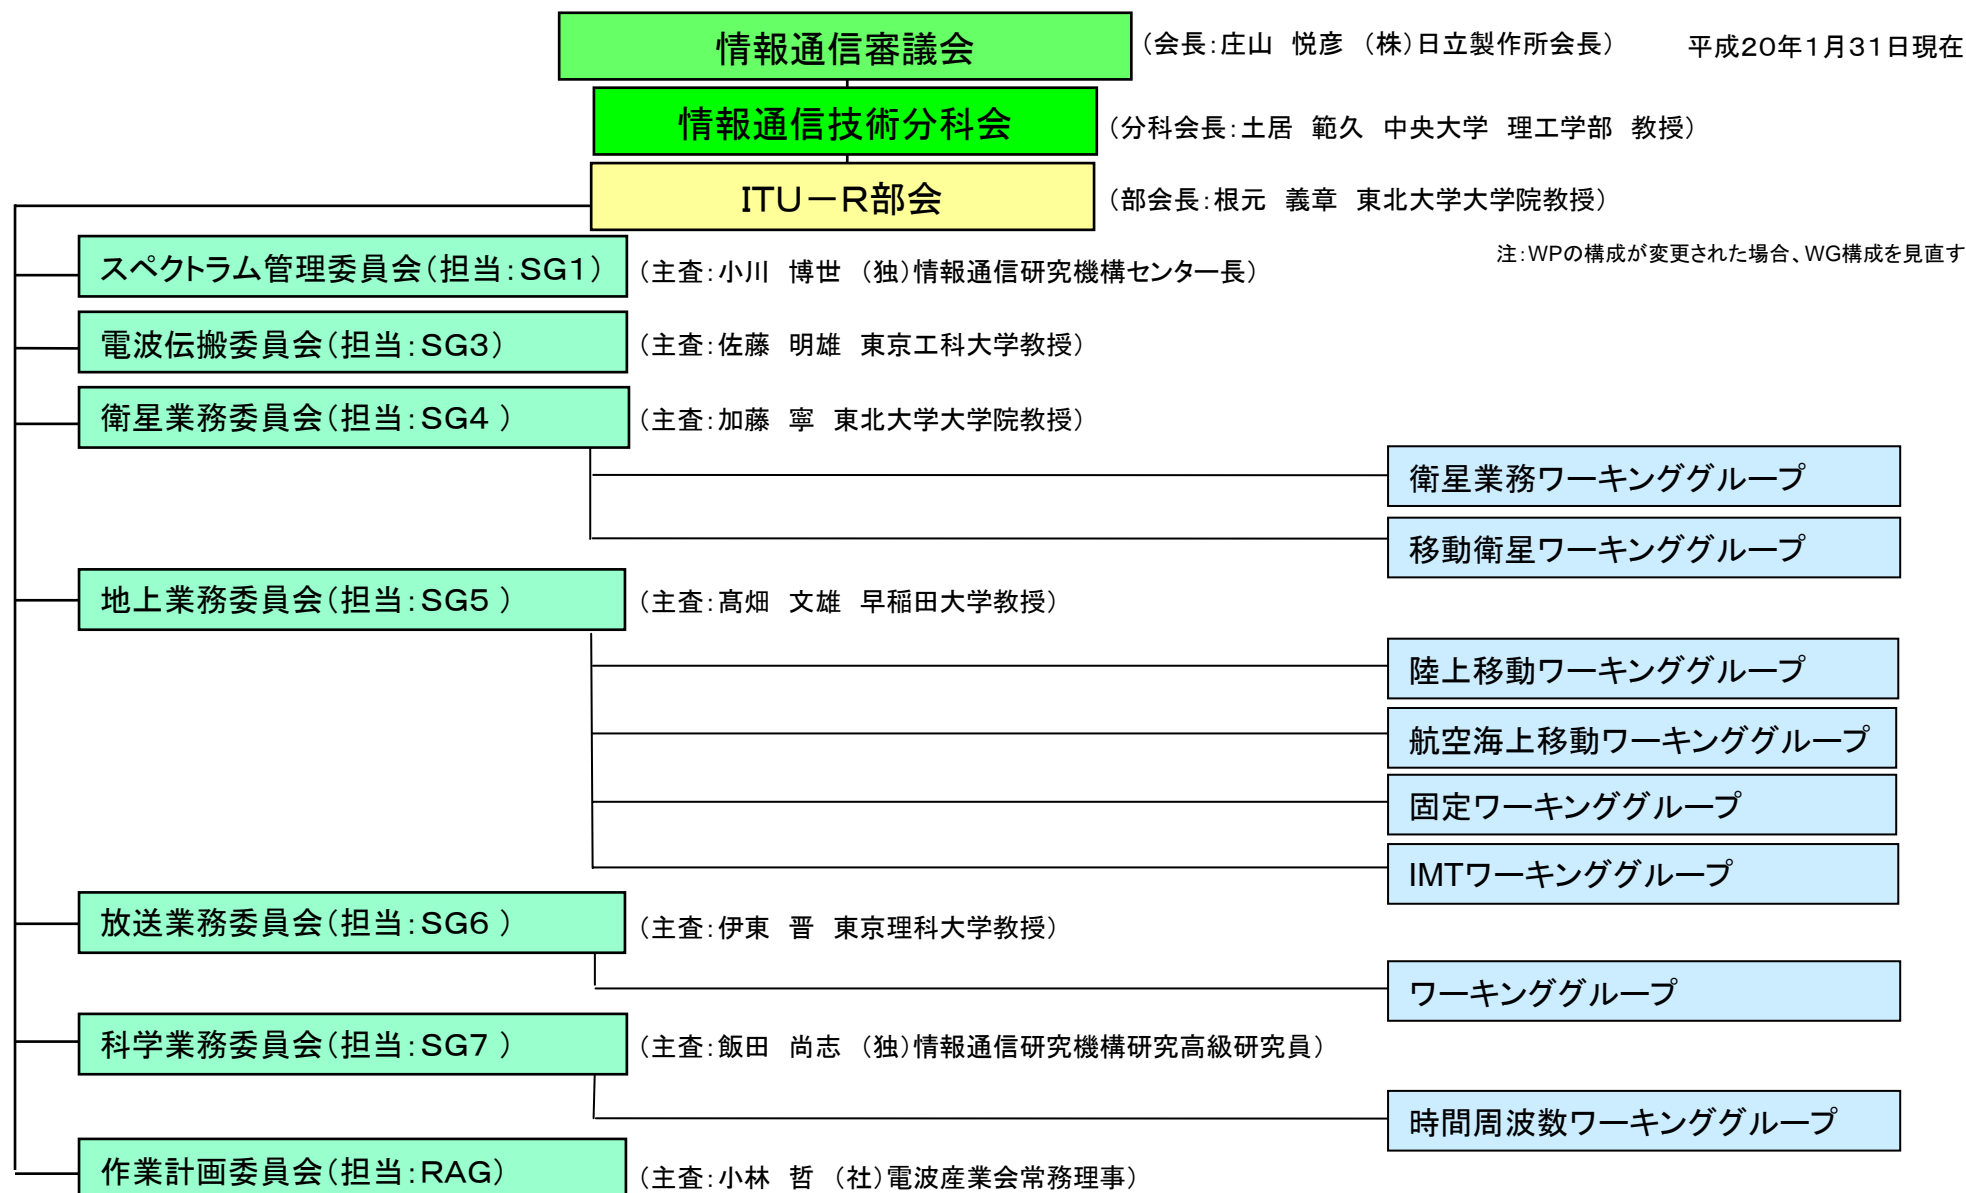 情報通信審議会 (会長:庄山 悦彦 (株)日立製作所会長) 平成20年1月31日現在
情報通信技術分科会 (分科会長:土居 範久 中央大学 理工学部 教授)
ITU-R部会 (部会長:根元 義章 東北大学大学院教授)
注:WPの構成が変更された場合、WG構成を見直す
スペクトラム管理委員会(担当:SG1) (主査:小川 博世 (独)情報通信研究機構センター長)
電波伝搬委員会(担当:SG3) (主査:佐藤 明雄 東京工科大学教授)
衛星業務委員会(担当:SG4 ) (主査:加藤 寧 東北大学大学院教授)
衛星業務ワーキンググループ
移動衛星ワーキンググループ
地上業務委員会(担当:SG5 ) (主査:髙畑 文雄 早稲田大学教授)
陸上移動ワーキンググループ
航空海上移動ワーキンググループ
固定ワーキンググループ
IMTワーキンググループ
放送業務委員会(担当:SG6 ) (主査:伊東 晋 東京理科大学教授)
ワーキンググループ
科学業務委員会(担当:SG7 ) (主査:飯田 尚志 (独)情報通信研究機構研究高級研究員)
時間周波数ワーキンググループ
作業計画委員会(担当:RAG) (主査:小林 哲 (社)電波産業会常務理事)